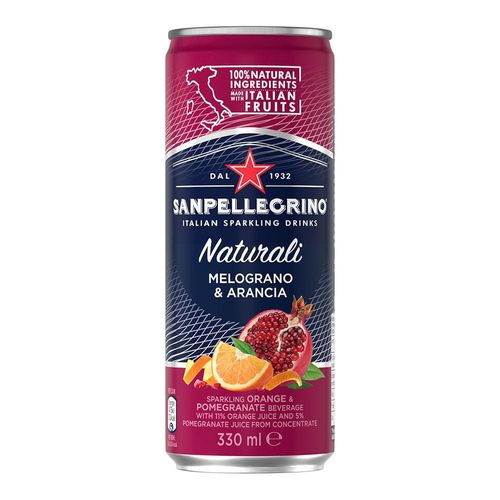 100% NATURAL
INGREDIENTS
MADE WITH ITALIAN
FRUITS
DAL 1932
SANPELLEGRINO
ITALIAN SPARKLING DRINKS
Naturali
MELOGRANO
& ARANCIA
SPARKLING ORANGE &
POMEGRANATE BEVERAGE
WITH 11% ORANGE JUICE AND 5%
POMEGRANATE JUICE FROM CONCENTRATE
330 ml ℮